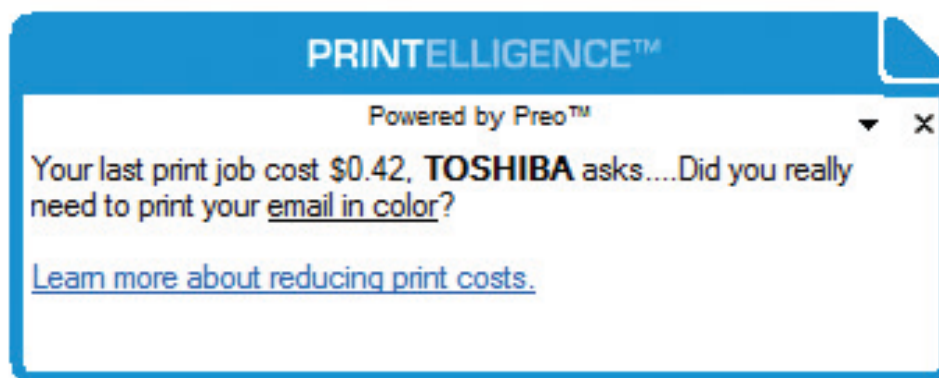 PRINTELLIGENCE™
Powered by Preo™
Your last print job cost $0.42, TOSHIBA asks....Did you really
need to print your email in color?
Learn more about reducing print costs.